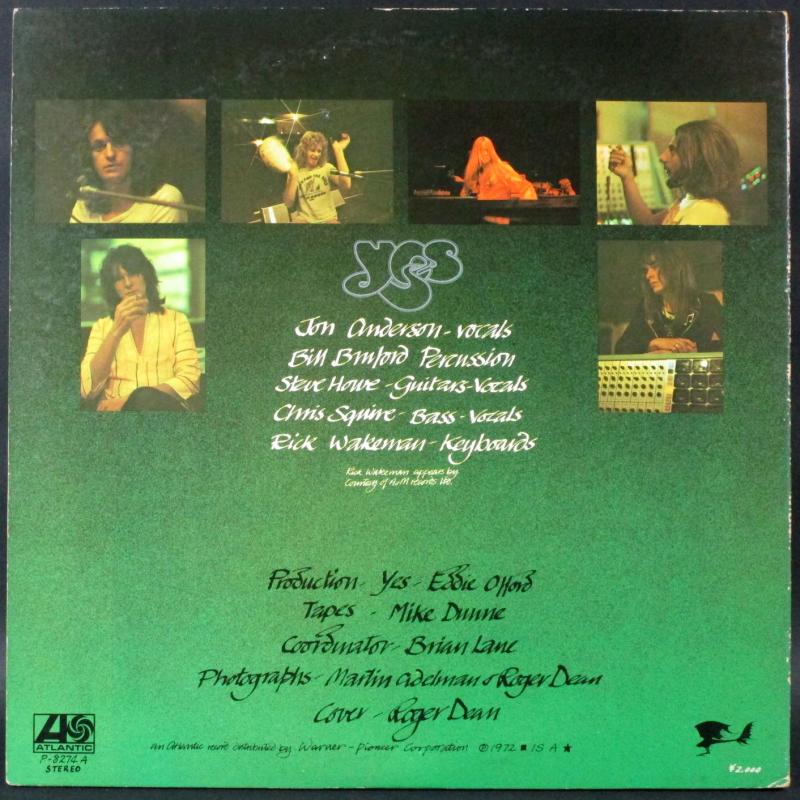 yes
Jon Anderson - vocals
Bill Bruford Percussion
Steve Howe - Guitars - Vocals
Chris Squire - Bass - Vocals
Rick Wakeman - Keyboards
Rick Wakeman appears by
Courtesy of A&M records ltd.
Production - Yes - Eddie Offord
Tapes - Mike Dunne
Coordinator - Brian Lane
Photographs - Martin Adelman & Roger Dean
Cover - Roger Dean
ATLANTIC
P-8274A
STEREO
an Atlantic record distributed by Warner - Pioneer Corporation ℗1972 ■ IS A ★
¥2,000